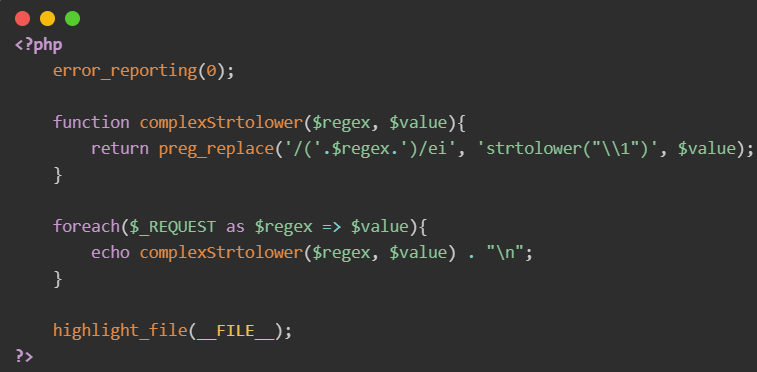 <?php
    error_reporting(0);

    function complexStrtolower($regex, $value){
        return preg_replace('/('.$regex.')/ei', 'strtolower("\\1")', $value);
    }

    foreach($_REQUEST as $regex => $value){
        echo complexStrtolower($regex, $value) . "\n";
    }

    highlight_file(__FILE__);
?>